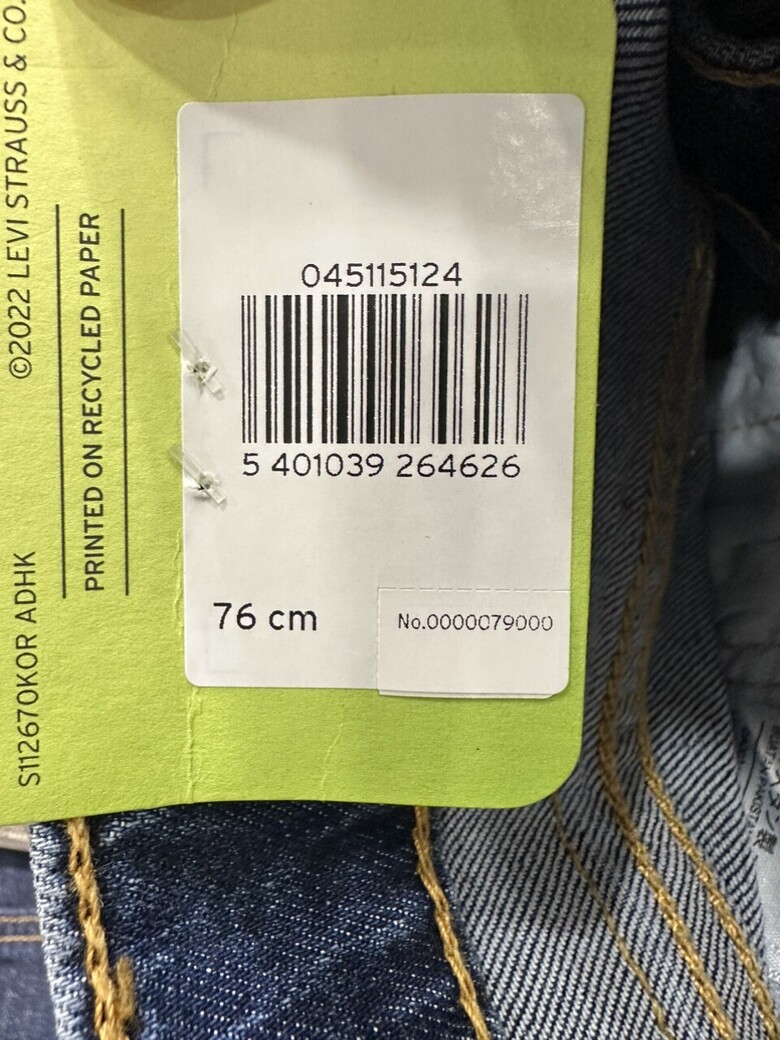 ©2022 LEVI STRAUSS & CO.
PRINTED ON RECYCLED PAPER
S112670KOR ADHK
045115124
5 401039 264626
76 cm
No.0000079000